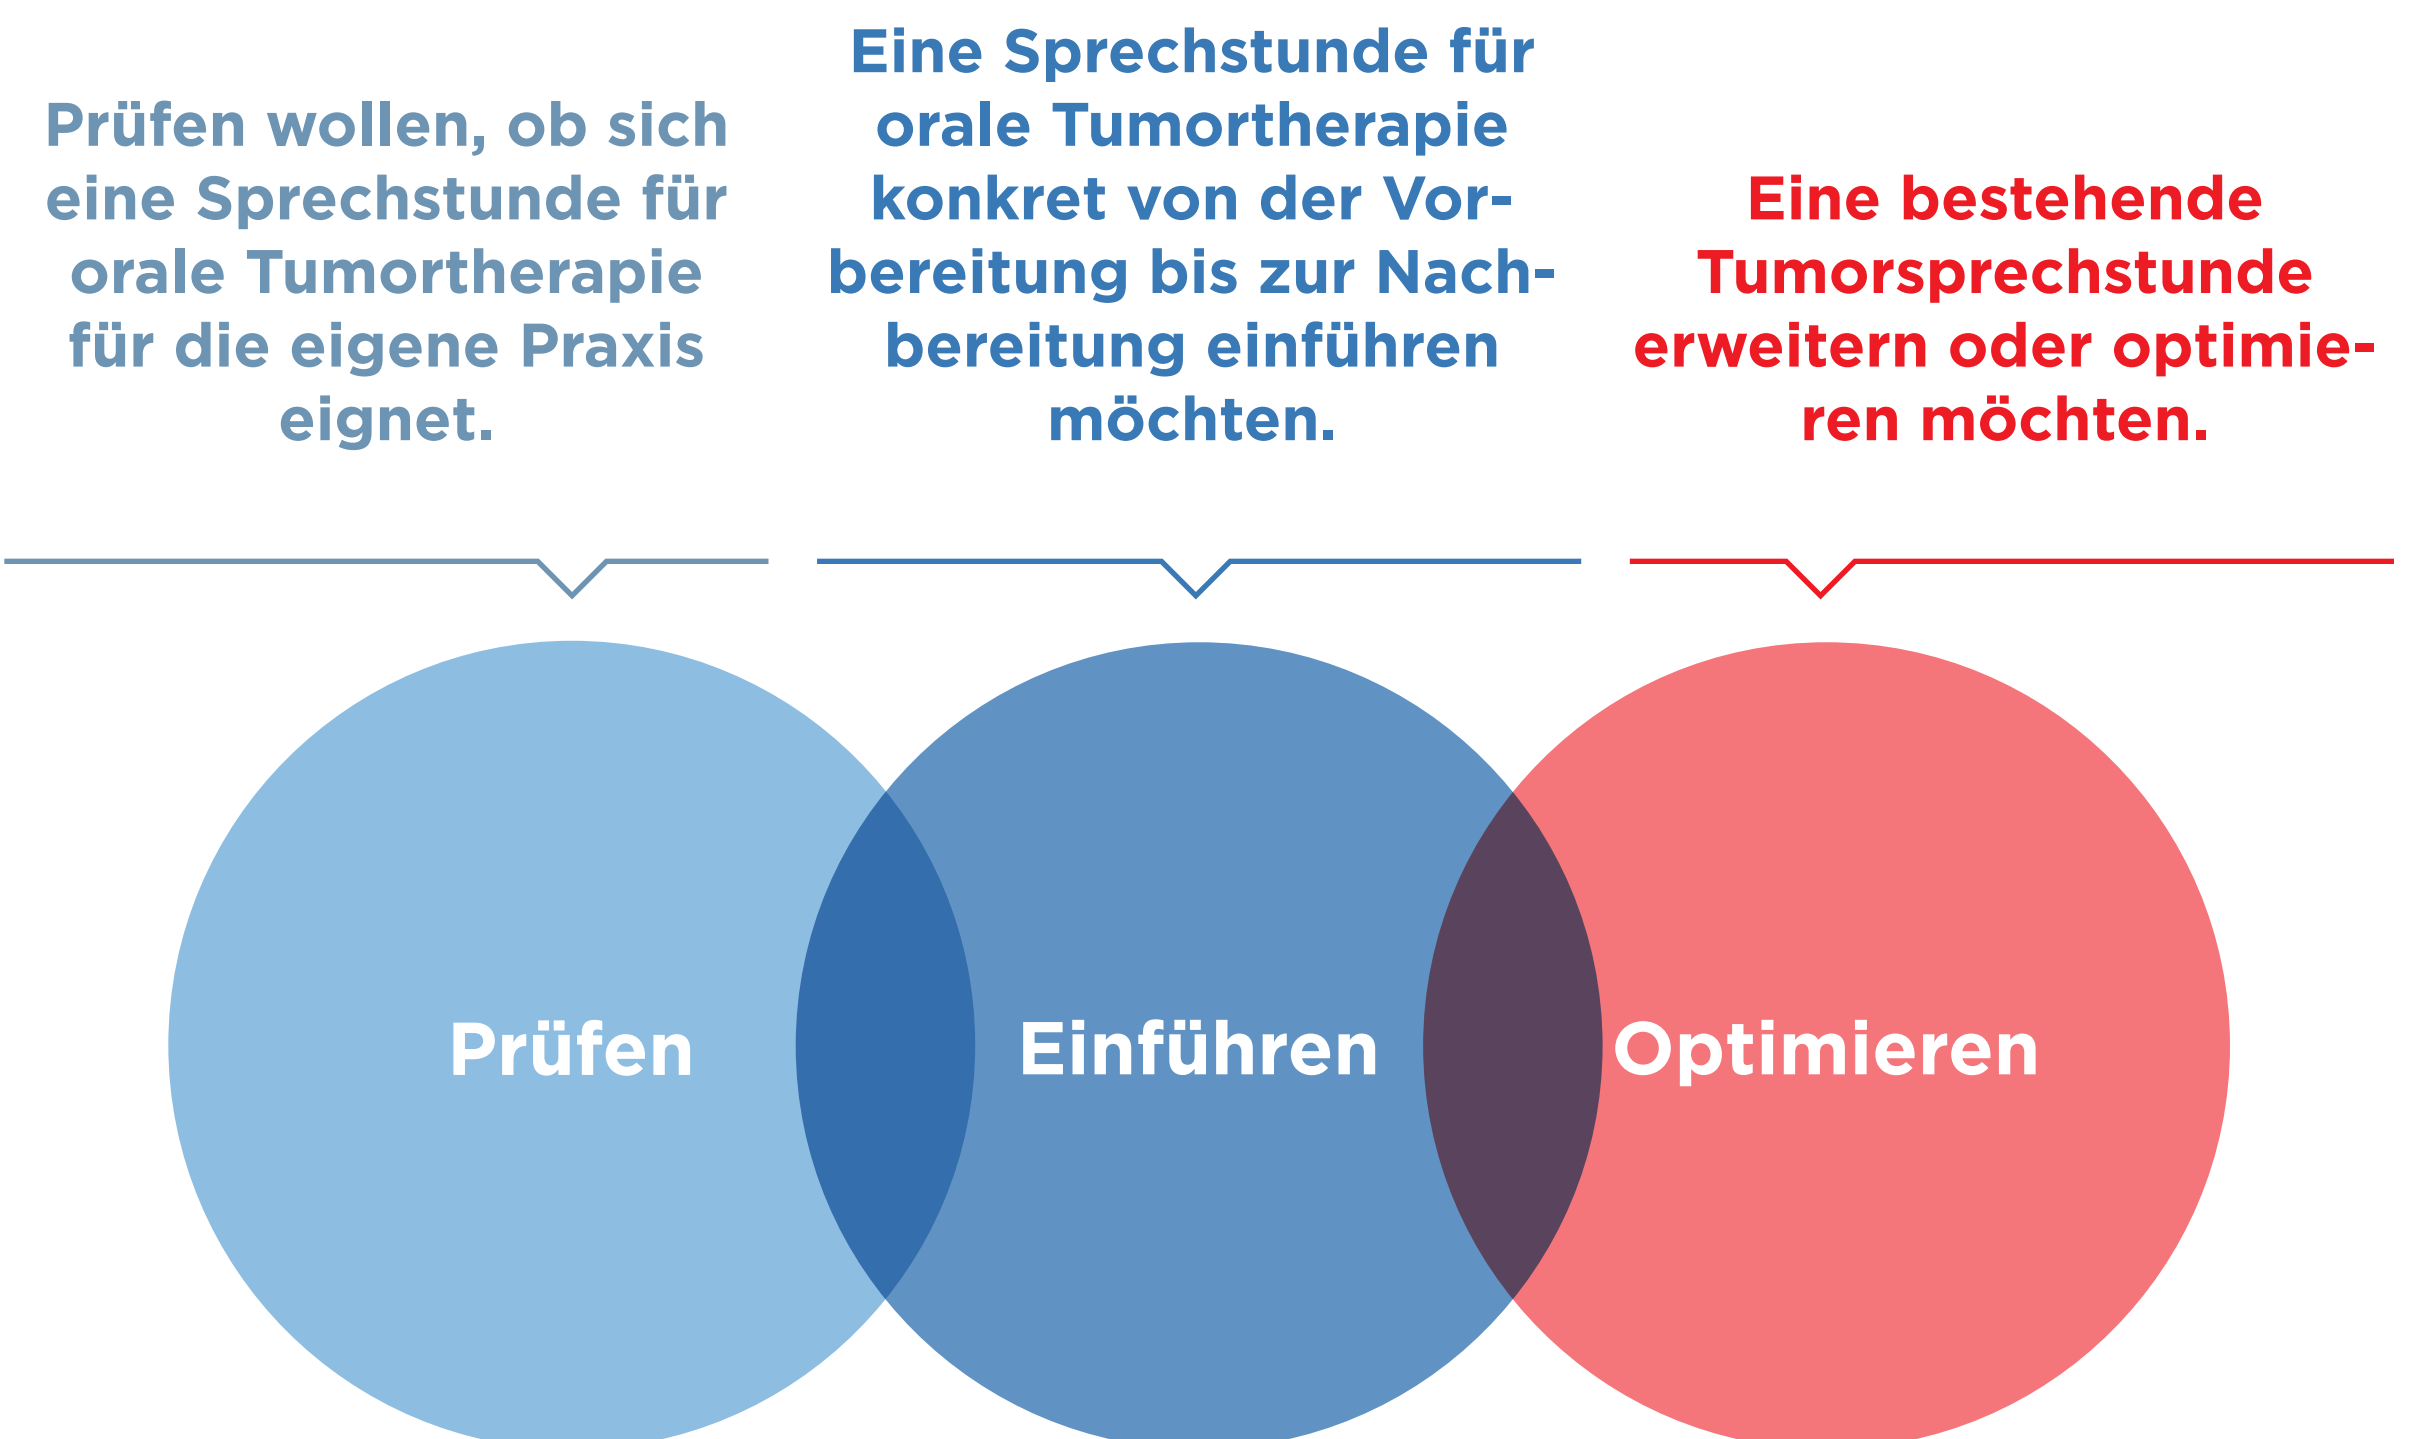 Prüfen wollen, ob sich
eine Sprechstunde für
orale Tumortherapie
für die eigene Praxis
eignet.
Eine Sprechstunde für
orale Tumortherapie
konkret von der Vor-
bereitung bis zur Nach-
bereitung einführen
möchten.
Eine bestehende
Tumorsprechstunde
erweitern oder optimie-
ren möchten.
Prüfen
Einführen
Optimieren